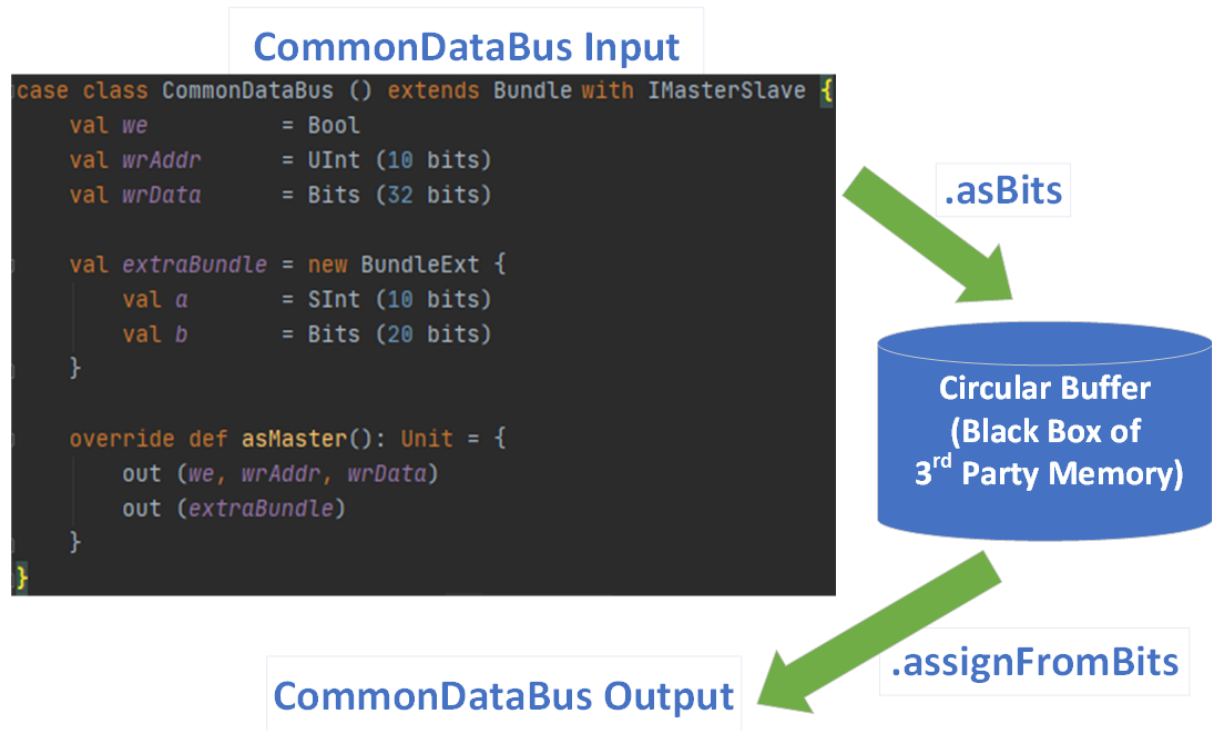 CommonDataBus Input
case class CommonDataBus () extends Bundle with IMasterSlave {
    val we          = Bool
    val wrAddr      = UInt (10 bits)
    val wrData      = Bits (32 bits)
    val extraBundle = new BundleExt {
        val a       = SInt (10 bits)
        val b       = Bits (20 bits)
    }
    override def asMaster(): Unit = {
        out (we, wrAddr, wrData)
        out (extraBundle)
    }
}
.asBits
Circular Buffer
(Black Box of
3rd Party Memory)
.assignFromBits
CommonDataBus Output